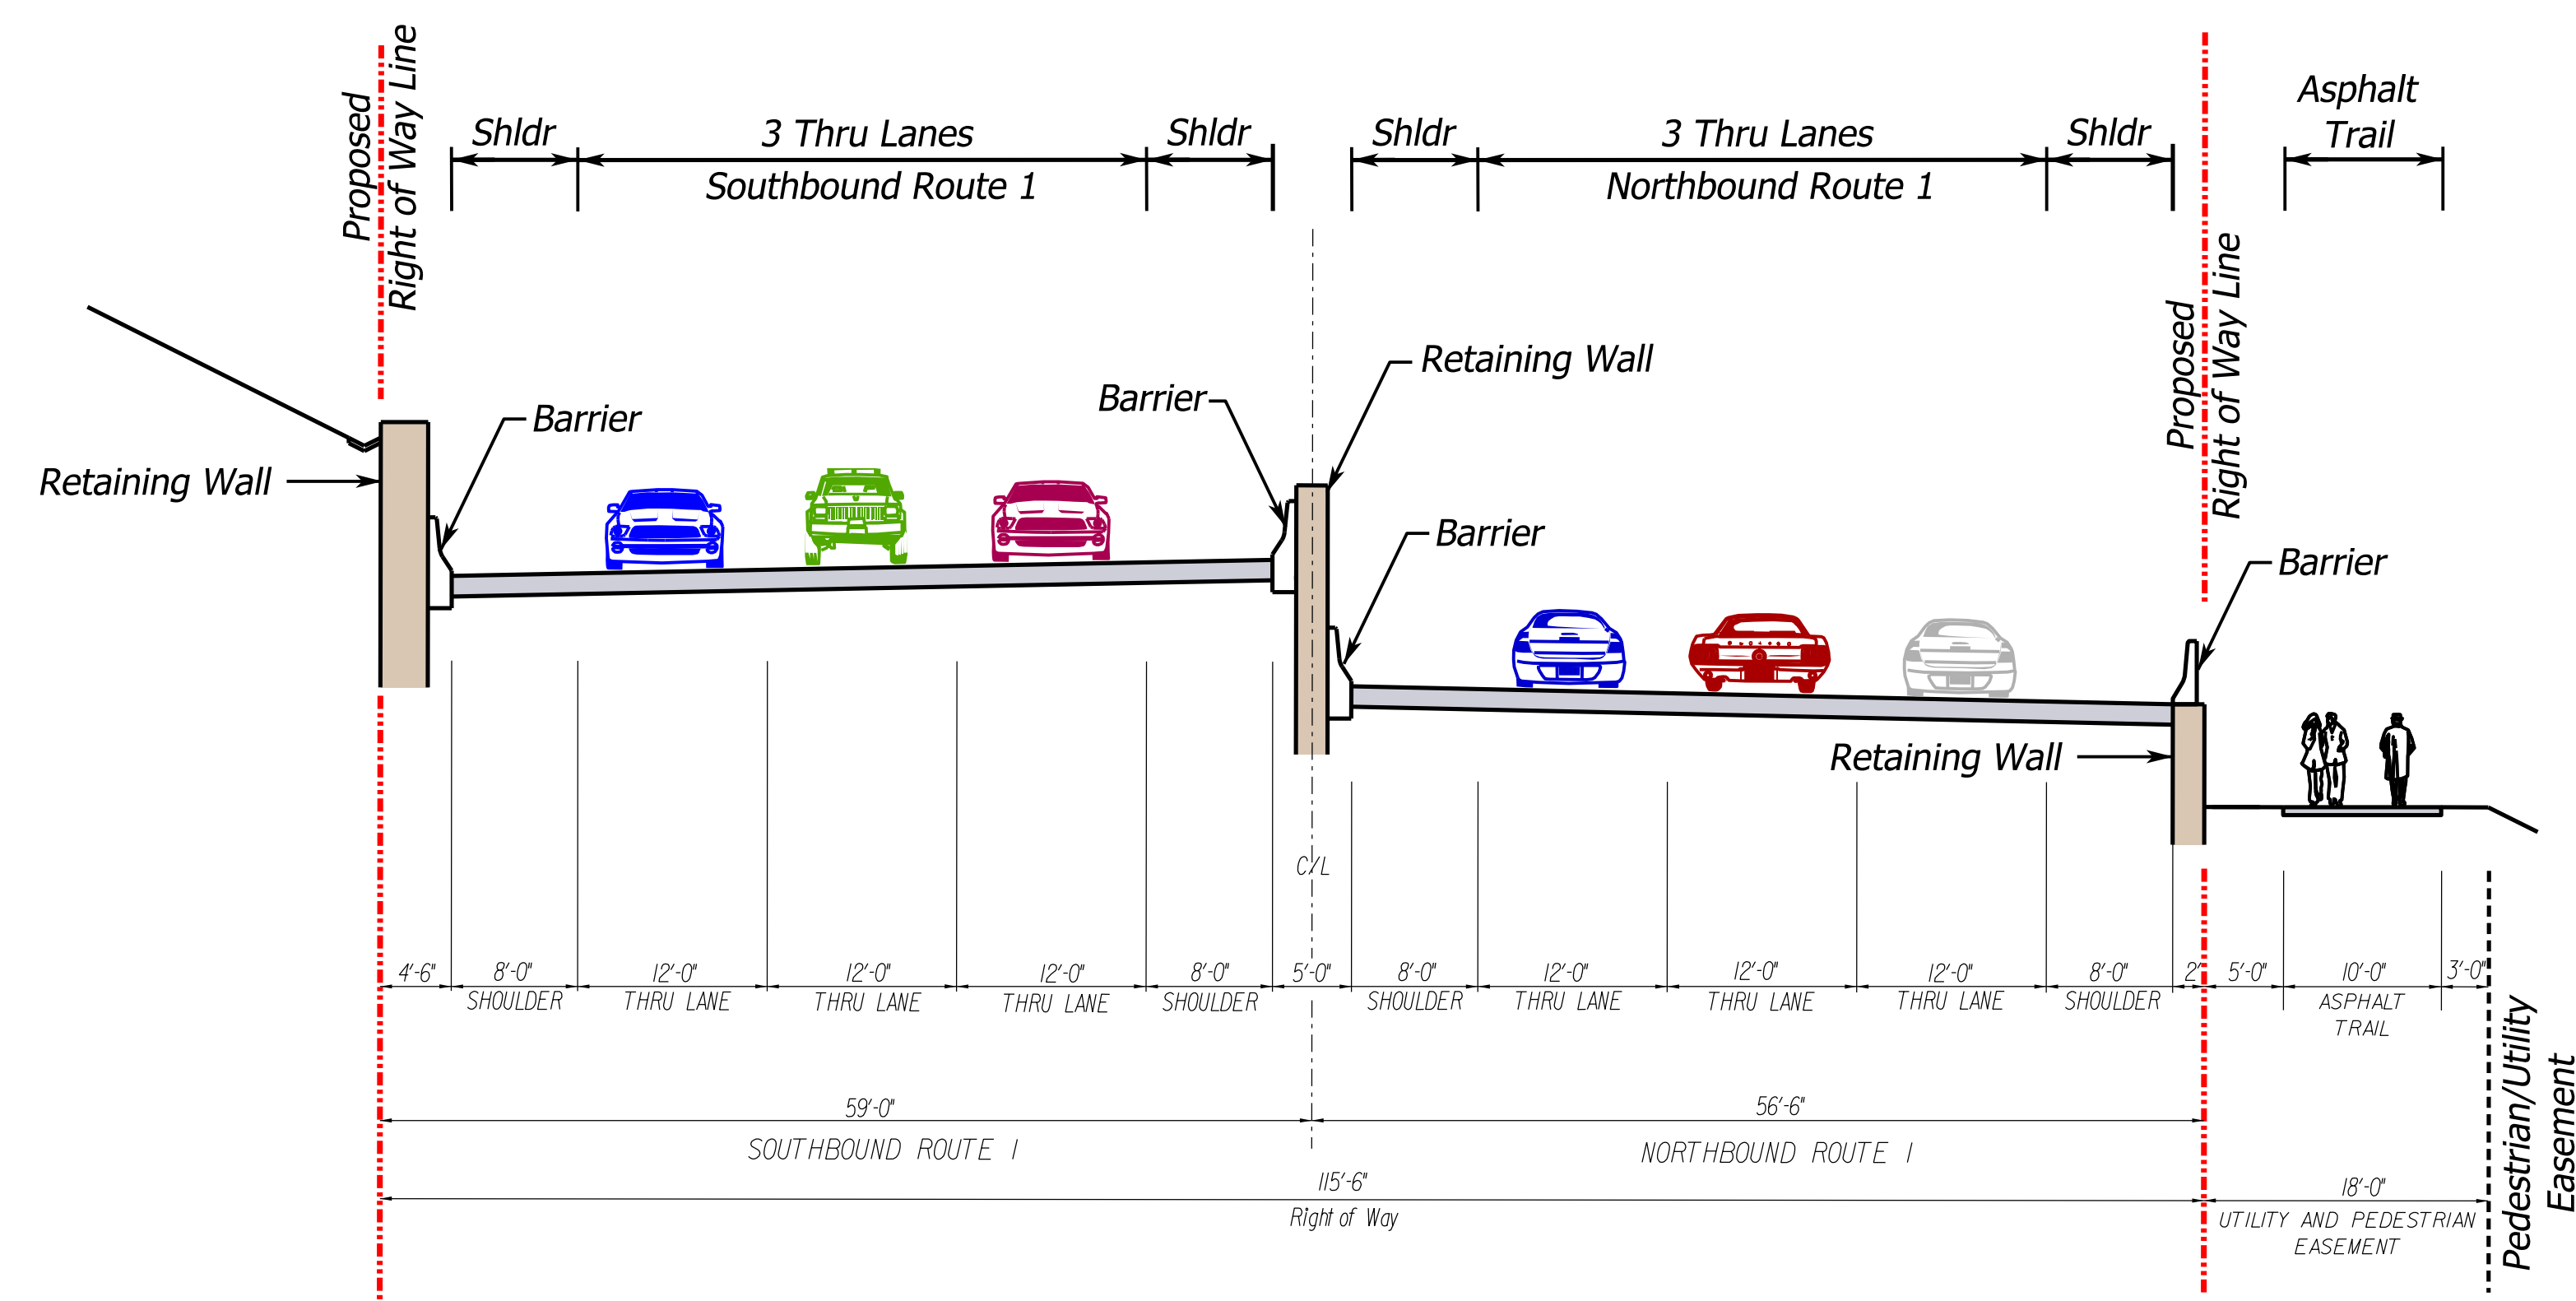 Proposed
Right of Way Line
Shldr
3 Thru Lanes
Southbound Route 1
Shldr
Shldr
3 Thru Lanes
Northbound Route 1
Shldr
Proposed
Right of Way Line
Asphalt
Trail
Retaining Wall
Barrier
Barrier
Retaining Wall
Barrier
Retaining Wall
Barrier
C/L
4'-6"
8'-0"
SHOULDER
12'-0"
THRU LANE
12'-0"
THRU LANE
12'-0"
THRU LANE
8'-0"
SHOULDER
5'-0"
8'-0"
SHOULDER
12'-0"
THRU LANE
12'-0"
THRU LANE
12'-0"
THRU LANE
8'-0"
SHOULDER
2'
5'-0"
10'-0"
ASPHALT
TRAIL
3'-0"
59'-0"
SOUTHBOUND ROUTE 1
56'-6"
NORTHBOUND ROUTE 1
115'-6"
Right of Way
18'-0"
UTILITY AND PEDESTRIAN
EASEMENT
Pedestrian/Utility
Easement